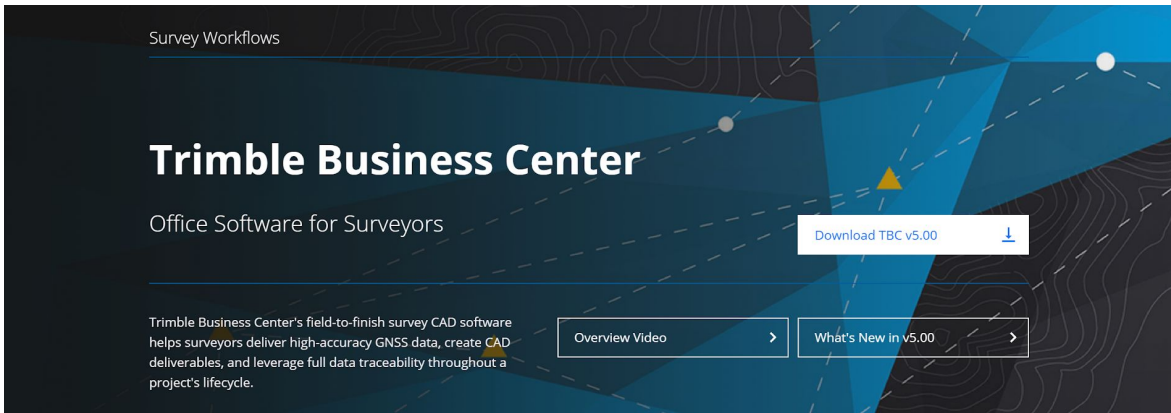 Survey Workflows
Trimble Business Center
Office Software for Surveyors
Download TBC v5.00
Trimble Business Center's field-to-finish survey CAD software
helps surveyors deliver high-accuracy GNSS data, create CAD
deliverables, and leverage full data traceability throughout a
project's lifecycle.
Overview Video
What's New in v5.00